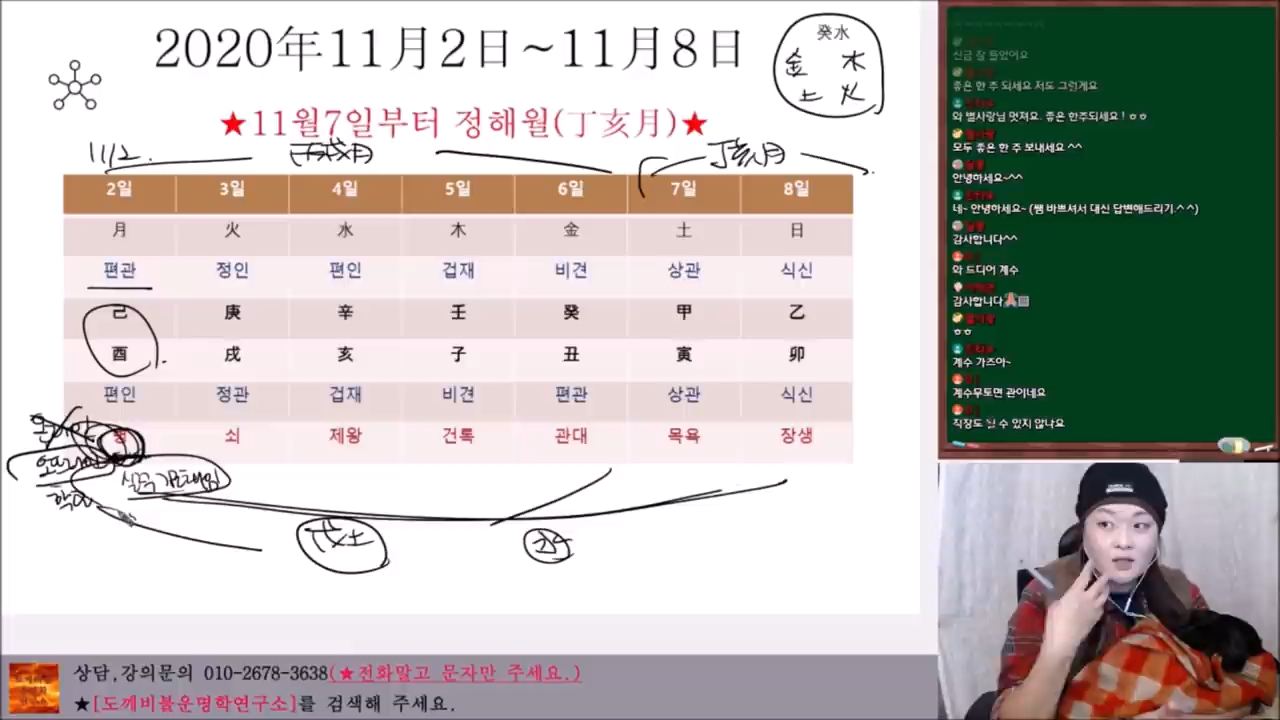 2020年11月2日~11月8日
癸水
金 木
土 火
★11월7일부터 정해월(丁亥月)★
11/2. 丙戌月 丁亥月
2일 3일 4일 5일 6일 7일 8일
月 火 水 木 金 土 日
편관 정인 편인 겁재 비견 상관 식신
己 庚 辛 壬 癸 甲 乙
酉 戌 亥 子 丑 寅 卯
편인 정관 겁재 비견 편관 상관 식신
쇠 제왕 건록 관대 목욕 장생
戊土
상담,강의문의 010-2678-3638(★전화말고 문자만 주세요.)
★[도깨비불운명학연구소]를 검색해 주세요.
신금 잘 들었어요
좋은 한 주 되세요 저도 그럴게요
와 별사랑님 멋져요. 좋은 한주되세요 ! ㅎㅎ
모두 좋은 한 주 보내세요 ^^
안녕하세요~^^
네~ 안녕하세요~ (쌤 바쁘셔서 대신 답변해드리기.^ ^)
감사합니다^^
와 드디어 계수
감사합니다
ㅎㅎ
계수 가즈아~
계수무토면 관이네요
직장도 될 수 있지 않나요